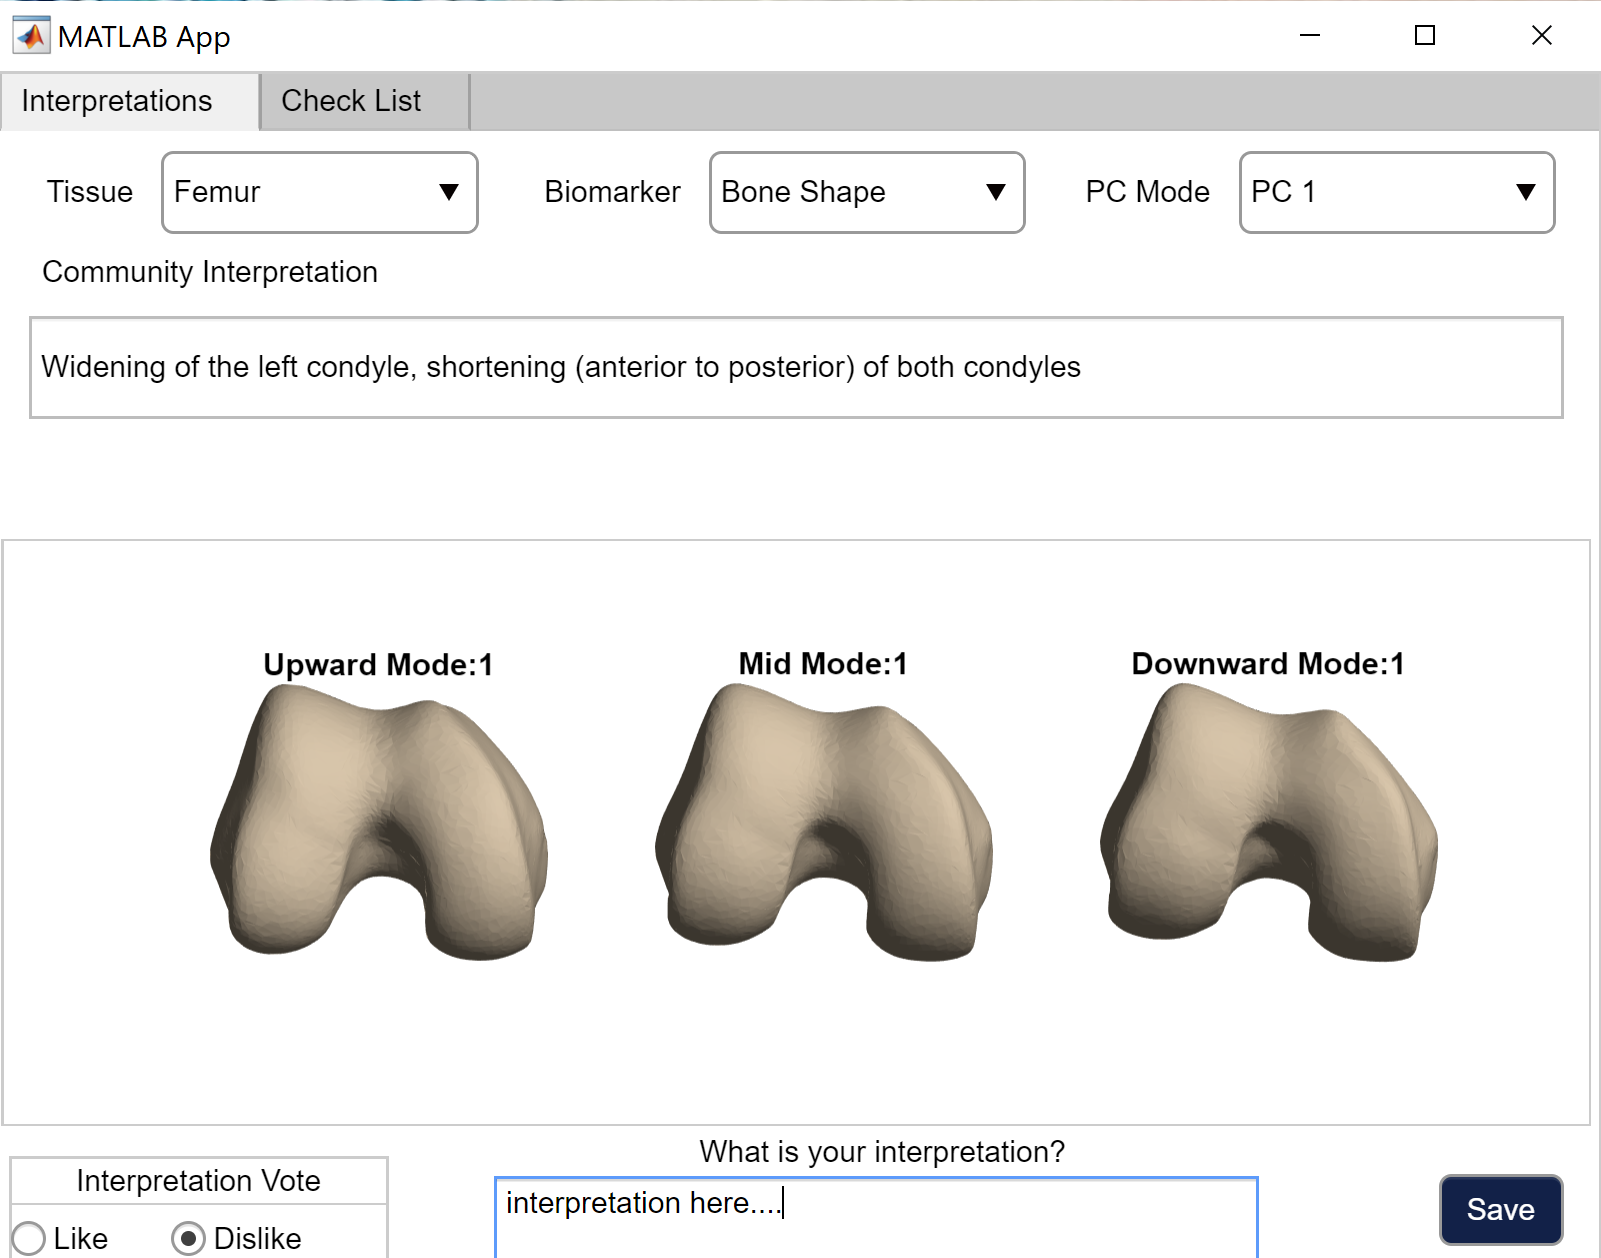 MATLAB App
Interpretations Check List
Tissue Femur Biomarker Bone Shape PC Mode PC 1
Community Interpretation
Widening of the left condyle, shortening (anterior to posterior) of both condyles
Upward Mode:1 Mid Mode:1 Downward Mode:1
What is your interpretation?
Interpretation Vote
interpretation here....
Save
Like Dislike